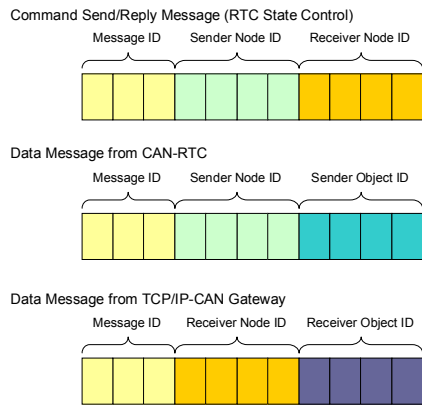 Command Send/Reply Message (RTC State Control)
Message ID Sender Node ID Receiver Node ID
Data Message from CAN-RTC
Message ID Sender Node ID Sender Object ID
Data Message from TCP/IP-CAN Gateway
Message ID Receiver Node ID Receiver Object ID